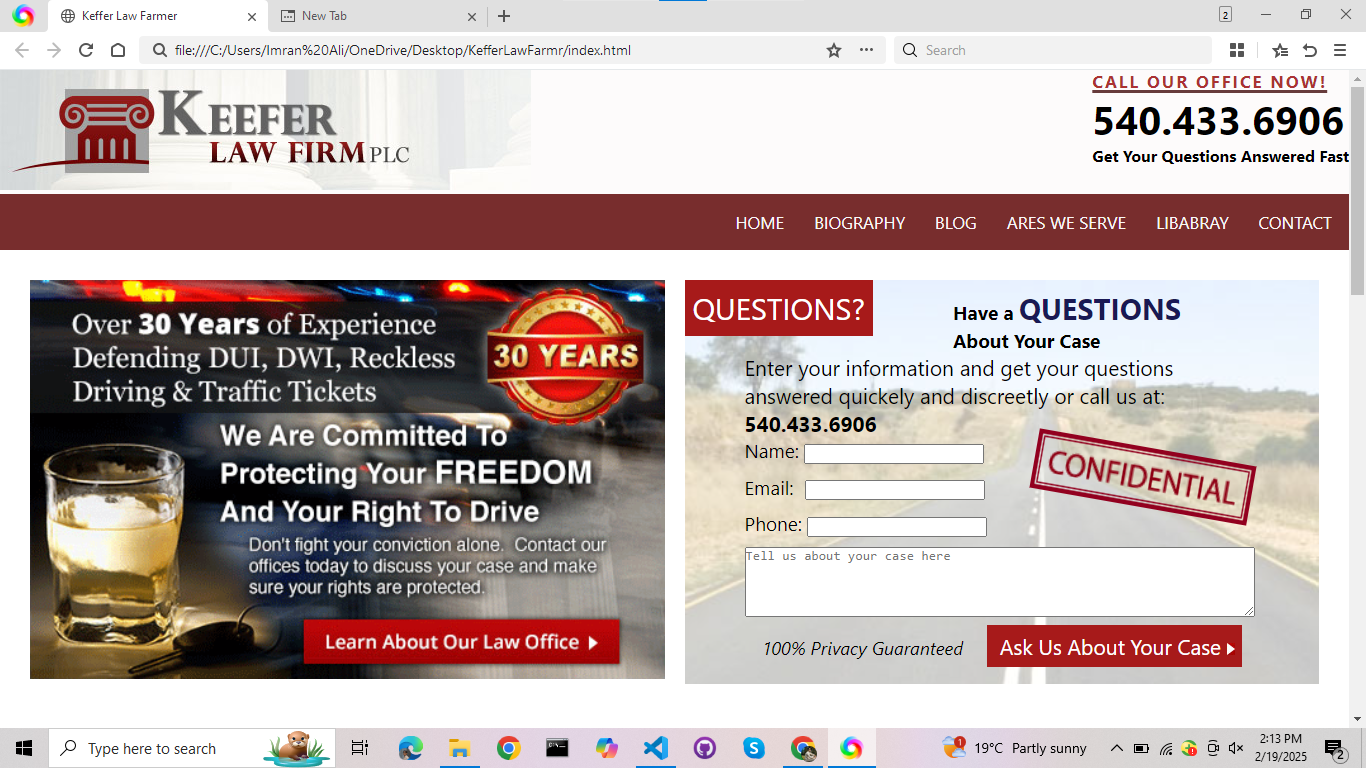 Keffer Law Farmer
New Tab
2
file:///C:/Users/Imran%20Ali/OneDrive/Desktop/KefferLawFarmr/index.html
Search
KEEFER
LAW FIRM PLC
CALL OUR OFFICE NOW!
540.433.6906
Get Your Questions Answered Fast
HOME BIOGRAPHY BLOG ARES WE SERVE LIBABRAY CONTACT
Over 30 Years of Experience
Defending DUI, DWI, Reckless
Driving & Traffic Tickets
30 YEARS
We Are Committed To
Protecting Your FREEDOM
And Your Right To Drive
Don't fight your conviction alone. Contact our
offices today to discuss your case and make
sure your rights are protected.
Learn About Our Law Office
QUESTIONS?
Have a QUESTIONS
About Your Case
Enter your information and get your questions
answered quickely and discreetly or call us at:
540.433.6906
Name:
Email:
Phone:
CONFIDENTIAL
Tell us about your case here
100% Privacy Guaranteed
Ask Us About Your Case
Type here to search
1
19°C Partly sunny
2:13 PM
2/19/2025
2